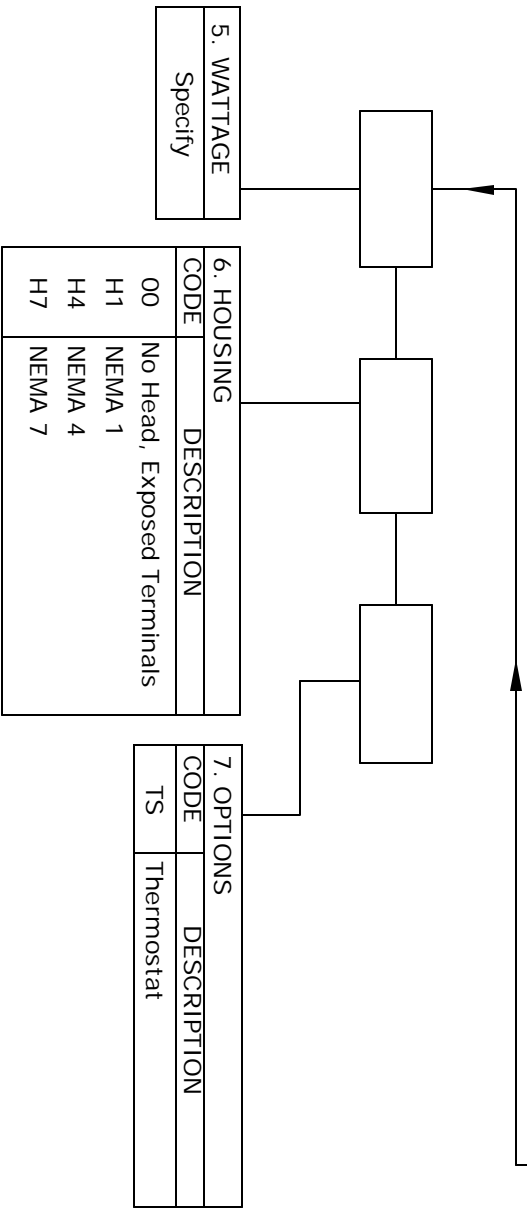 5. WATTAGE
Specify
6. HOUSING
CODE DESCRIPTION
00 No Head, Exposed Terminals
H1 NEMA 1
H4 NEMA 4
H7 NEMA 7
7. OPTIONS
CODE DESCRIPTION
TS Thermostat